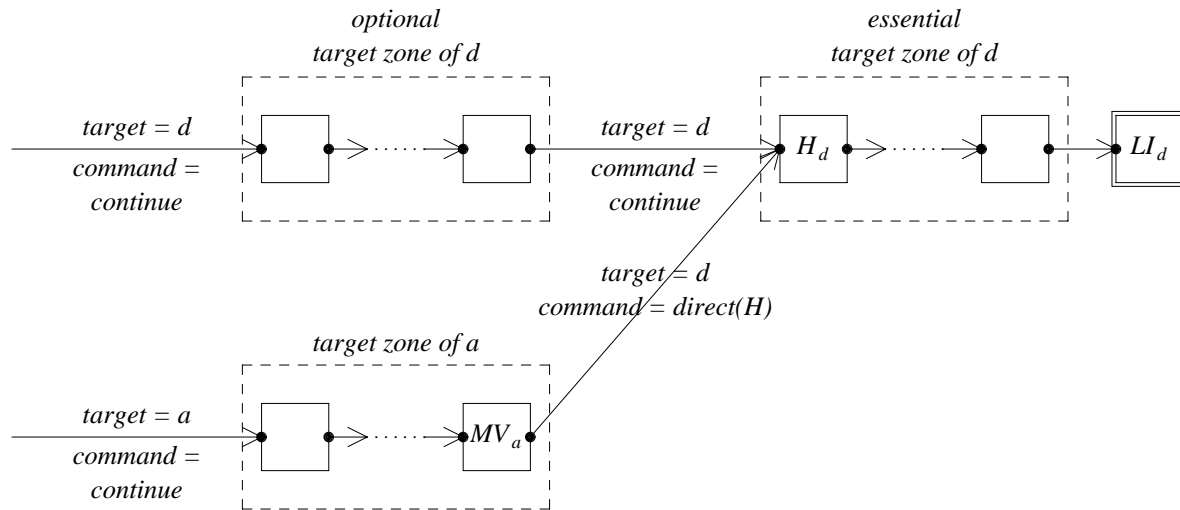 optional
target zone of d
essential
target zone of d
target = d
command =
continue
target = d
command =
continue
H_d
LI_d
target = d
command = direct(H)
target zone of a
target = a
command =
continue
MV_a